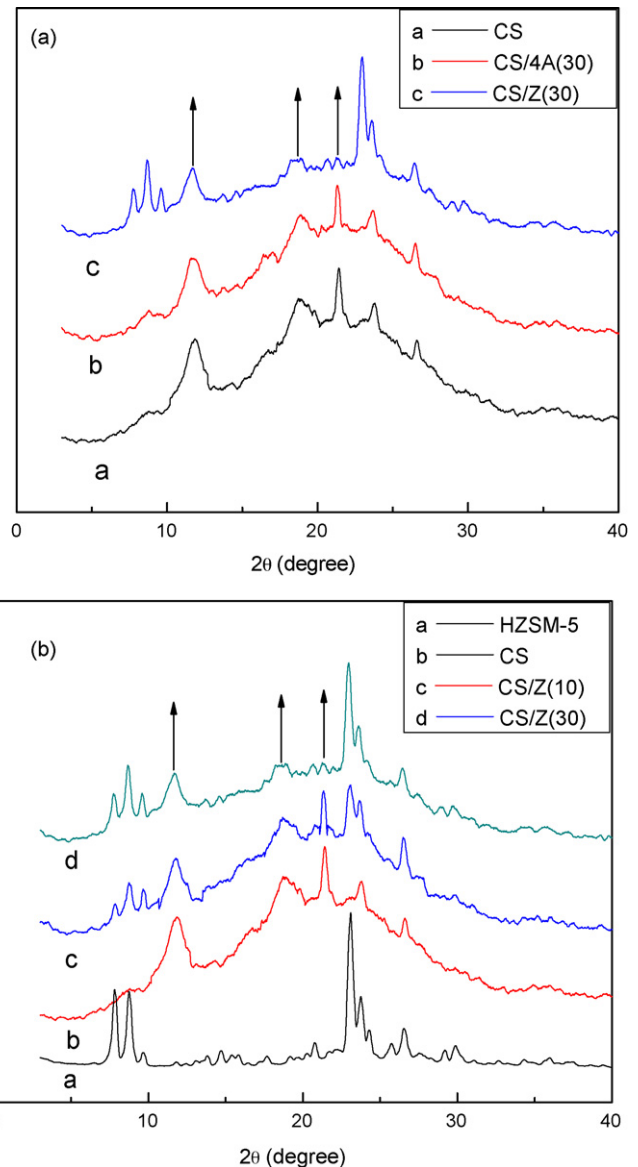 (a)
a CS
b CS/4A(30)
c CS/Z(30)
c
b
a
0 10 20 30 40
2θ (degree)
(b)
a HZSM-5
b CS
c CS/Z(10)
d CS/Z(30)
d
c
b
a
10 20 30 40
2θ (degree)